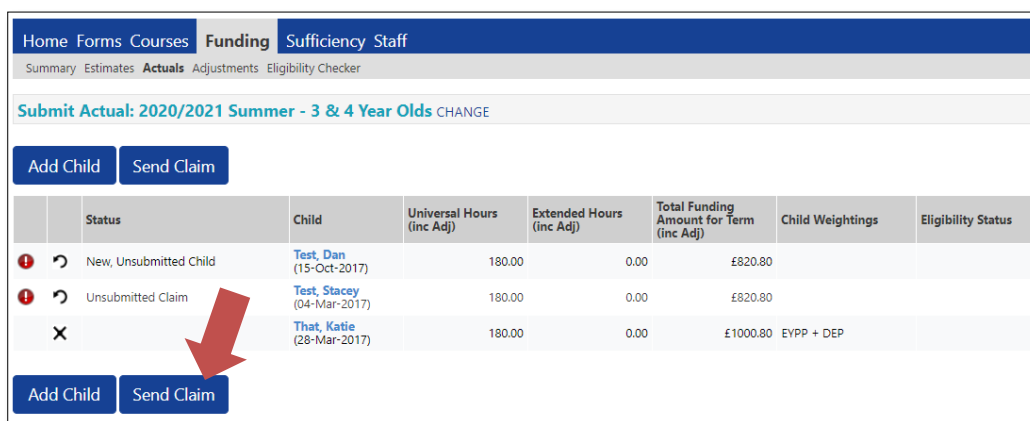 Home Forms Courses Funding Sufficiency Staff
Summary Estimates Actuals Adjustments Eligibility Checker
Submit Actual: 2020/2021 Summer - 3 & 4 Year Olds CHANGE
Add Child Send Claim
Status Child Universal Hours (inc Adj) Extended Hours (inc Adj) Total Funding Amount for Term (inc Adj) Child Weightings Eligibility Status
New, Unsubmitted Child Test, Dan (15-Oct-2017) 180.00 0.00 £820.80
Unsubmitted Claim Test, Stacey (04-Mar-2017) 180.00 0.00 £820.80
That, Katie (28-Mar-2017) 180.00 0.00 £1000.80 EYPP + DEP
Add Child Send Claim